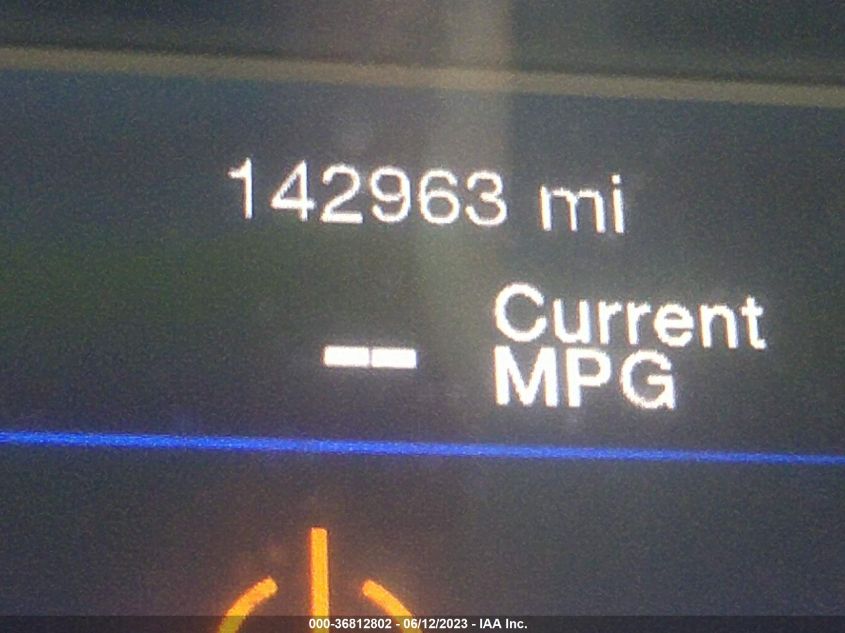 142963 mi
-- Current
MPG
000-36812802 - 06/12/2023 - IAA Inc.